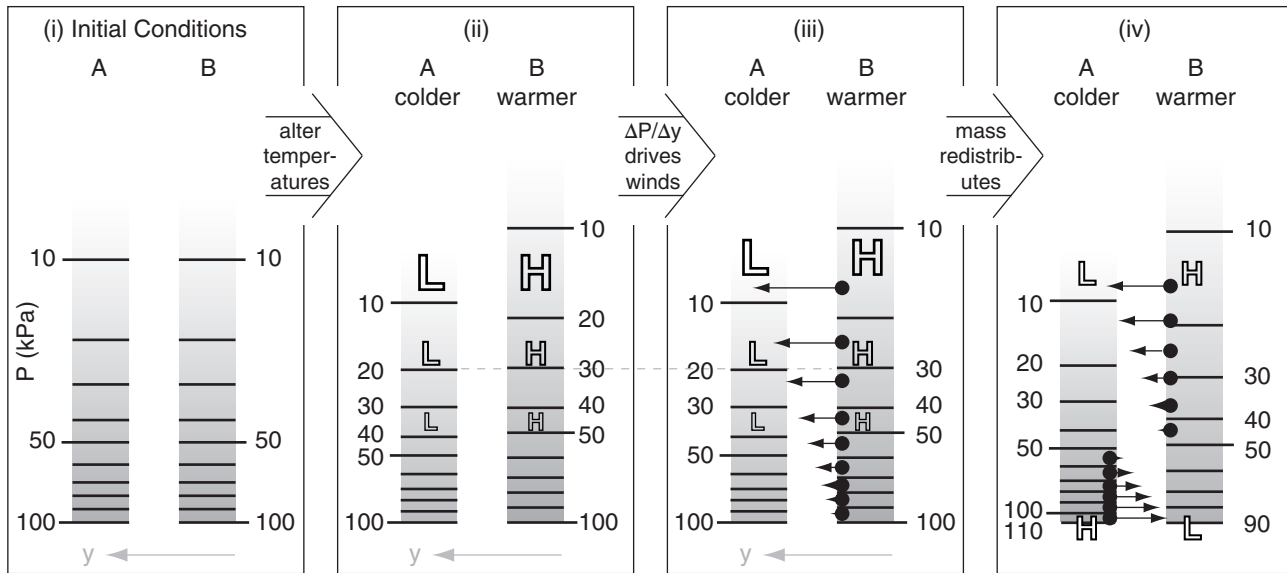 (i) Initial Conditions
A B
10 10
P (kPa)
50 50
100 100
y
alter
temper-
atures
(ii)
A B
colder warmer
10
L H
10
20
L H
20 30
30 40
L H
40
50
50
100 100
y
ΔP/Δy
drives
winds
(iii)
A B
colder warmer
10
L H
10
20
L H
20 30
30 40
L H
40
50
50
100 100
y
mass
redistrib-
utes
(iv)
A B
colder warmer
10
L H
10
20
30
30
40
50
50
100
110 H L 90